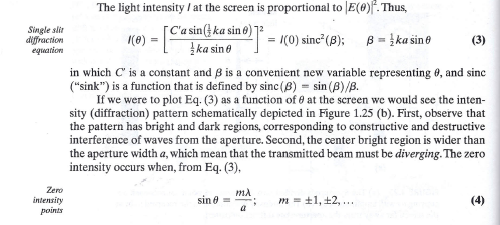 The light intensity I at the screen is proportional to |E(θ)|². Thus,
Single slit
diffraction
equation
I(θ) = [C'a sin(½ka sin θ) / ½ka sin θ]² = I(0) sinc²(β); β = ½ka sin θ (3)
in which C' is a constant and β is a convenient new variable representing θ, and sinc
("sink") is a function that is defined by sinc(β) = sin(β)/β.
If we were to plot Eq. (3) as a function of θ at the screen we would see the inten-
sity (diffraction) pattern schematically depicted in Figure 1.25 (b). First, observe that
the pattern has bright and dark regions, corresponding to constructive and destructive
interference of waves from the aperture. Second, the center bright region is wider than
the aperture width a, which mean that the transmitted beam must be diverging. The zero
intensity occurs when, from Eq. (3),
Zero
intensity
points
sin θ = mλ/a; m = ±1, ±2, ... (4)